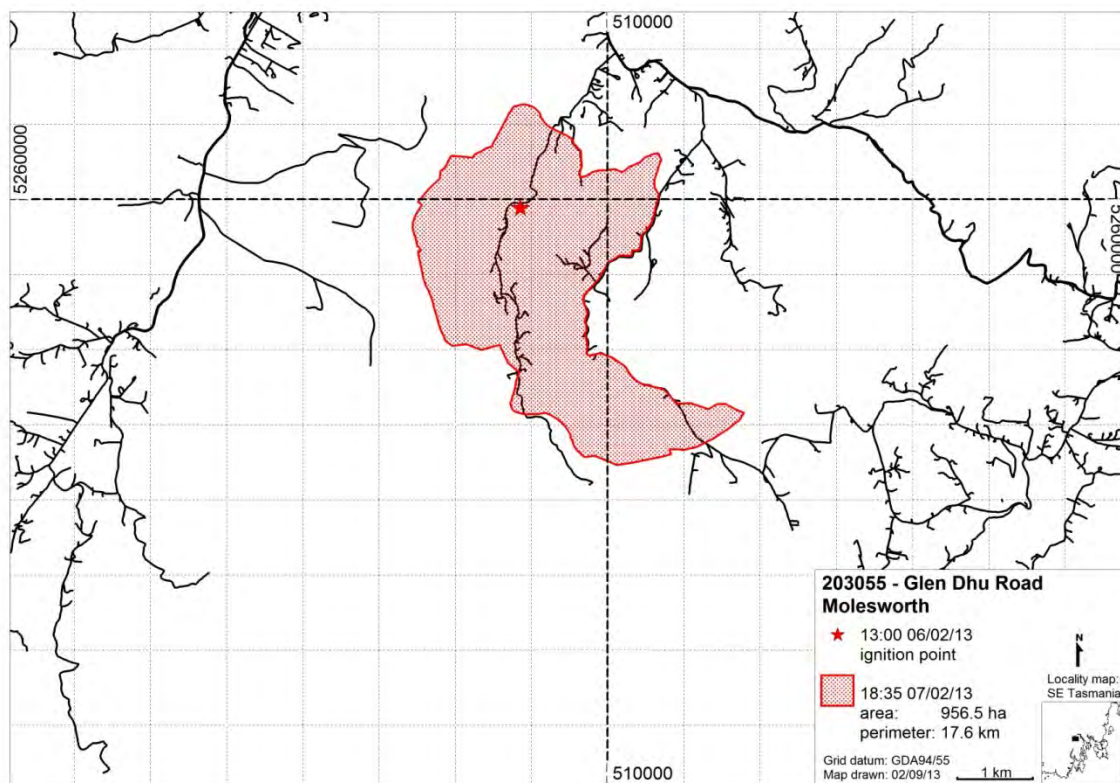 510000
5260000
5260000
203055 - Glen Dhu Road
Molesworth
13:00 06/02/13
ignition point
18:35 07/02/13
area: 956.5 ha
perimeter: 17.6 km
N
Locality map:
SE Tasmania
Grid datum: GDA94/55
Map drawn: 02/09/13
1 km
510000